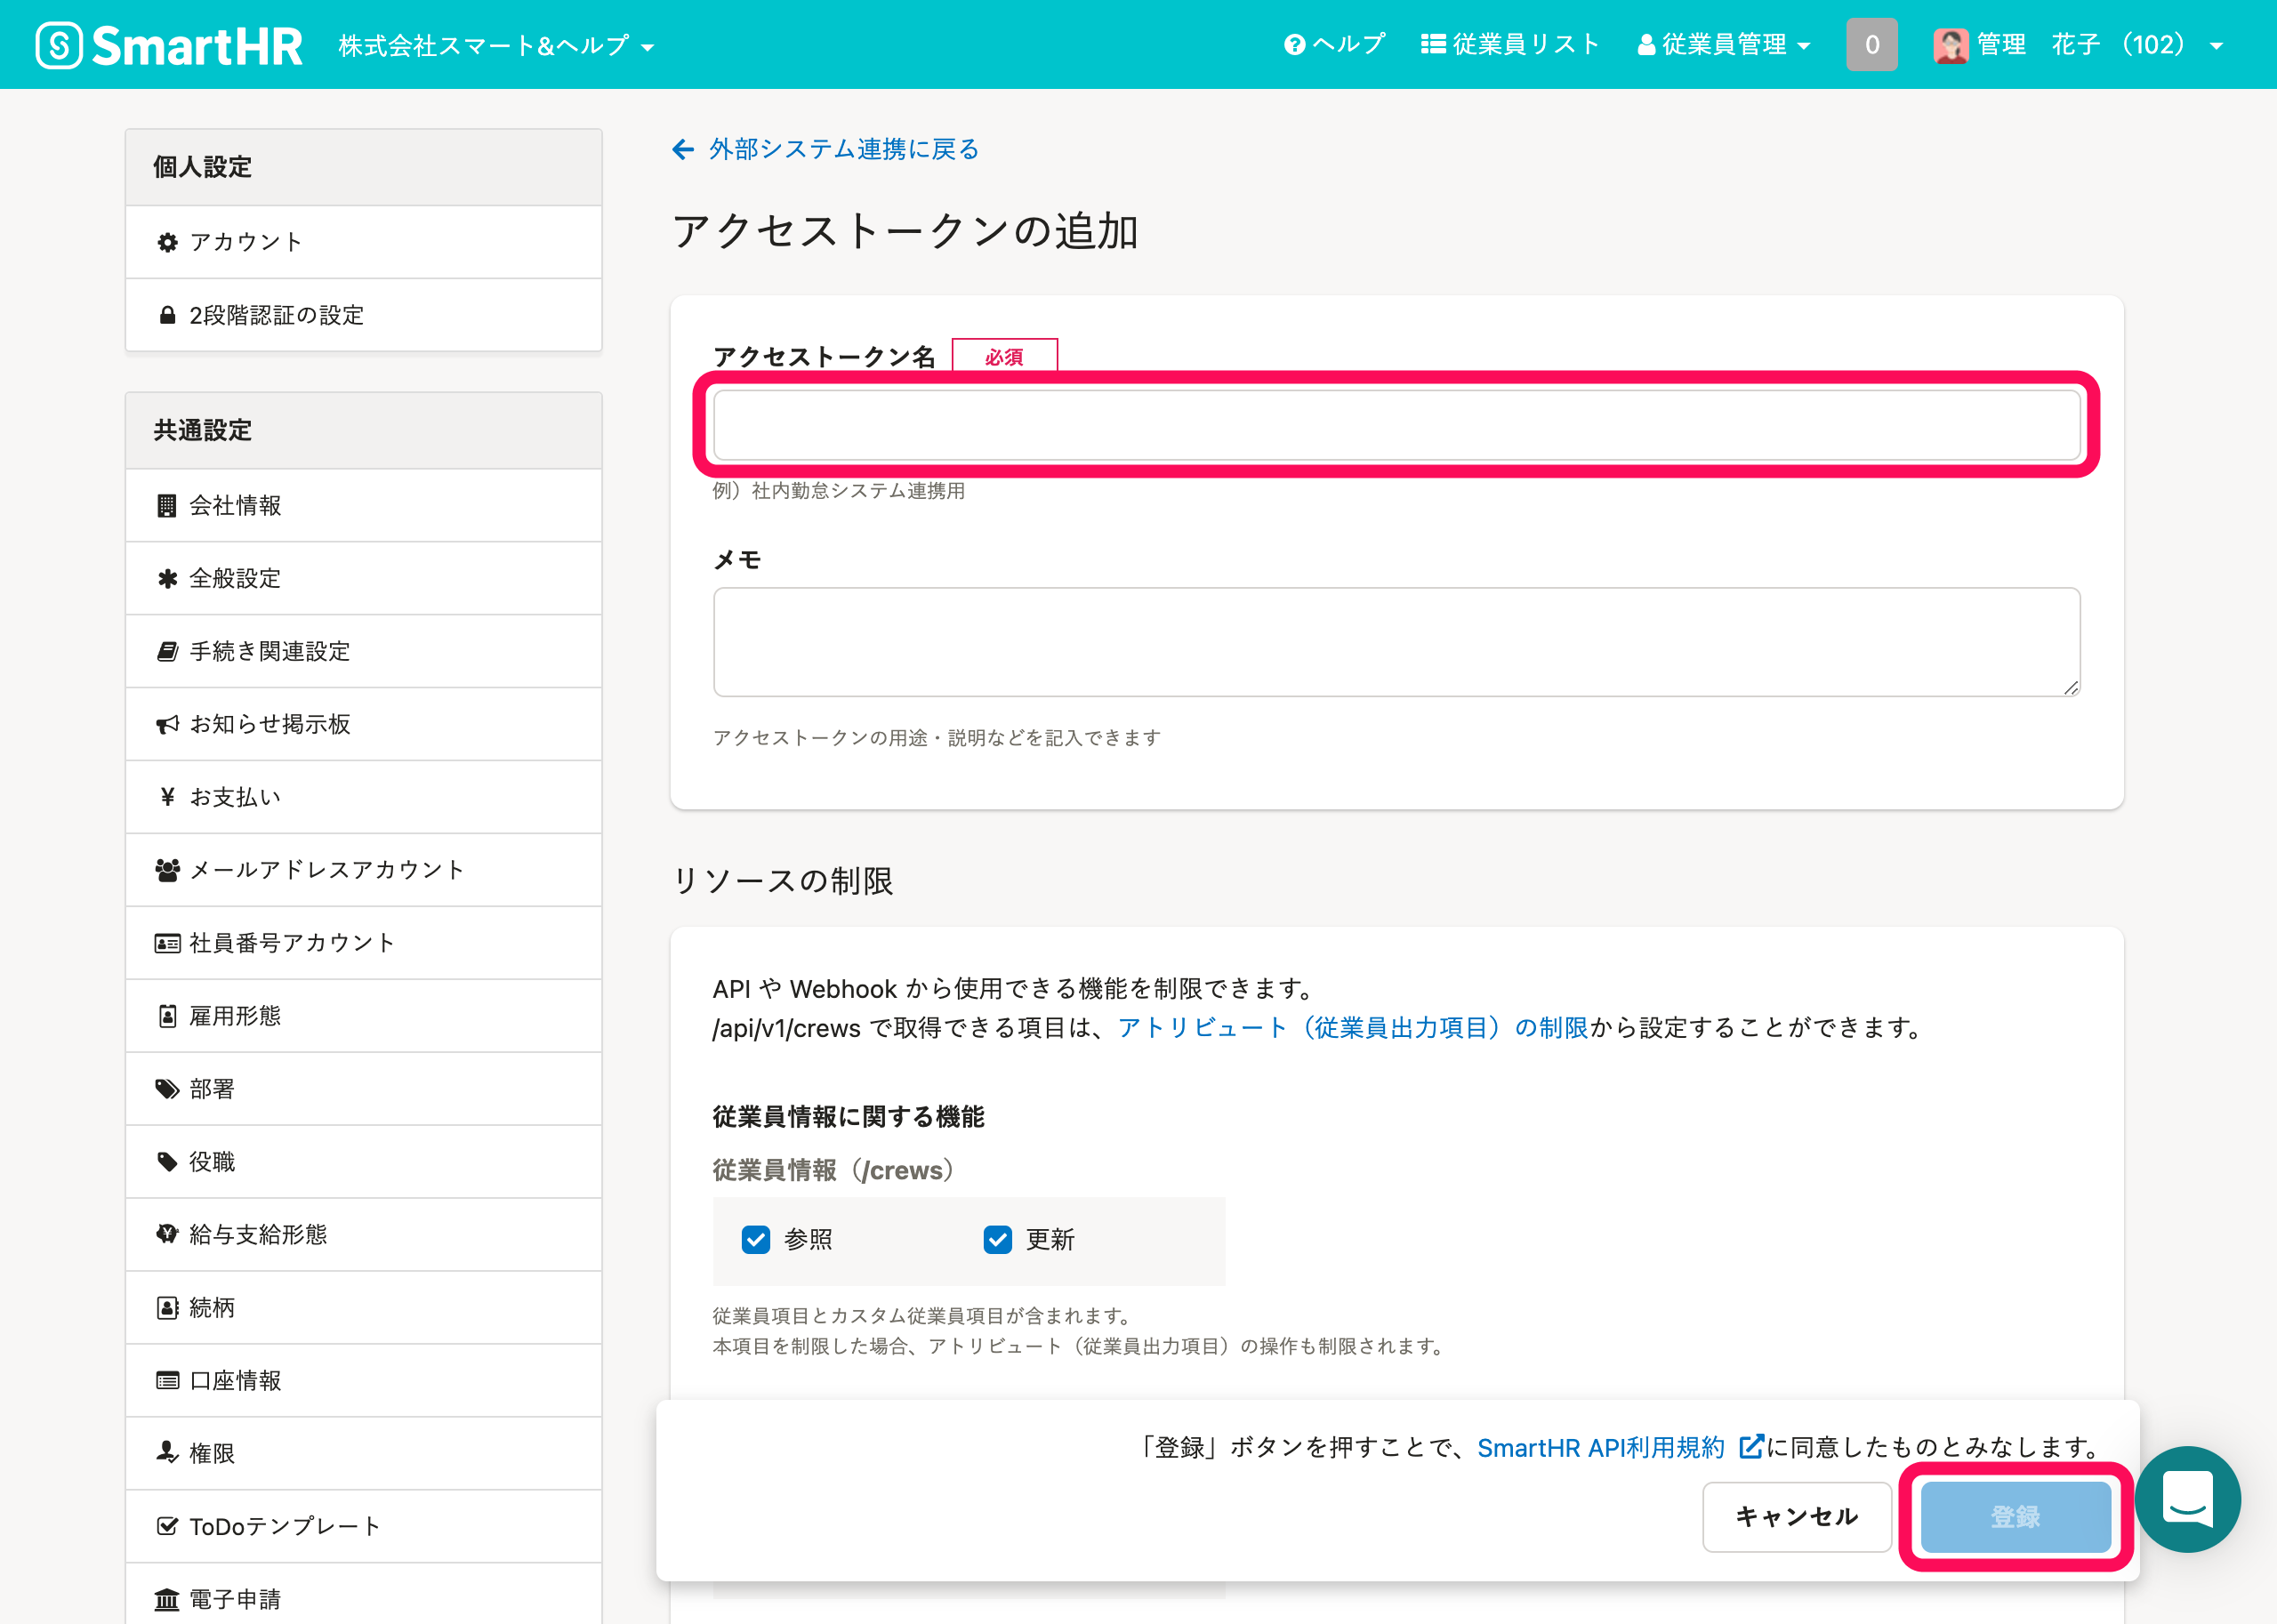 SmartHR 株式会社スマート&ヘルプ ヘルプ 従業員リスト 従業員管理 0 管理 花子 （102）
個人設定
アカウント
2段階認証の設定
共通設定
会社情報
全般設定
手続き関連設定
お知らせ掲示板
¥ お支払い
メールアドレスアカウント
社員番号アカウント
雇用形態
部署
役職
給与支給形態
続柄
口座情報
権限
ToDoテンプレート
電子申請
外部システム連携に戻る
アクセストークンの追加
アクセストークン名 必須
例）社内勤怠システム連携用
メモ
アクセストークンの用途・説明などを記入できます
リソースの制限
API や Webhook から使用できる機能を制限できます。
/api/v1/crews で取得できる項目は、アトリビュート（従業員出力項目）の制限から設定することができます。
従業員情報に関する機能
従業員情報（/crews）
参照 更新
従業員項目とカスタム従業員項目が含まれます。
本項目を制限した場合、アトリビュート（従業員出力項目）の操作も制限されます。
「登録」ボタンを押すことで、SmartHR API利用規約 に同意したものとみなします。
キャンセル 登録